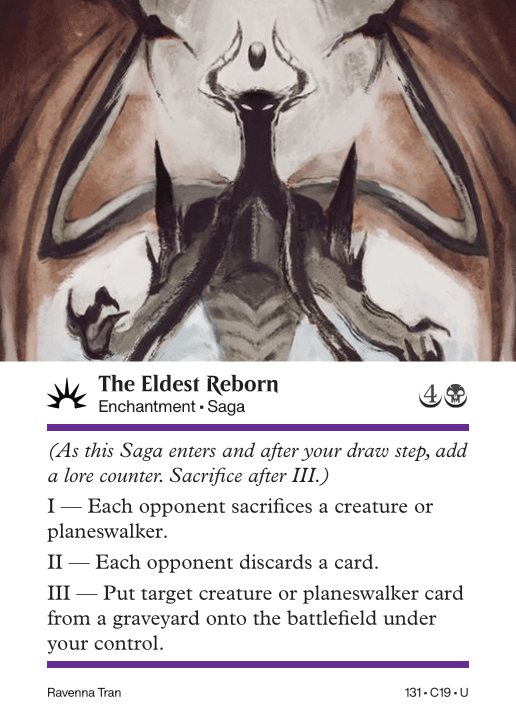 The Eldest Reborn
Enchantment • Saga
4
(As this Saga enters and after your draw step, add
a lore counter. Sacrifice after III.)
I — Each opponent sacrifices a creature or
planeswalker.
II — Each opponent discards a card.
III — Put target creature or planeswalker card
from a graveyard onto the battlefield under
your control.
Ravenna Tran
131 • C19 • U